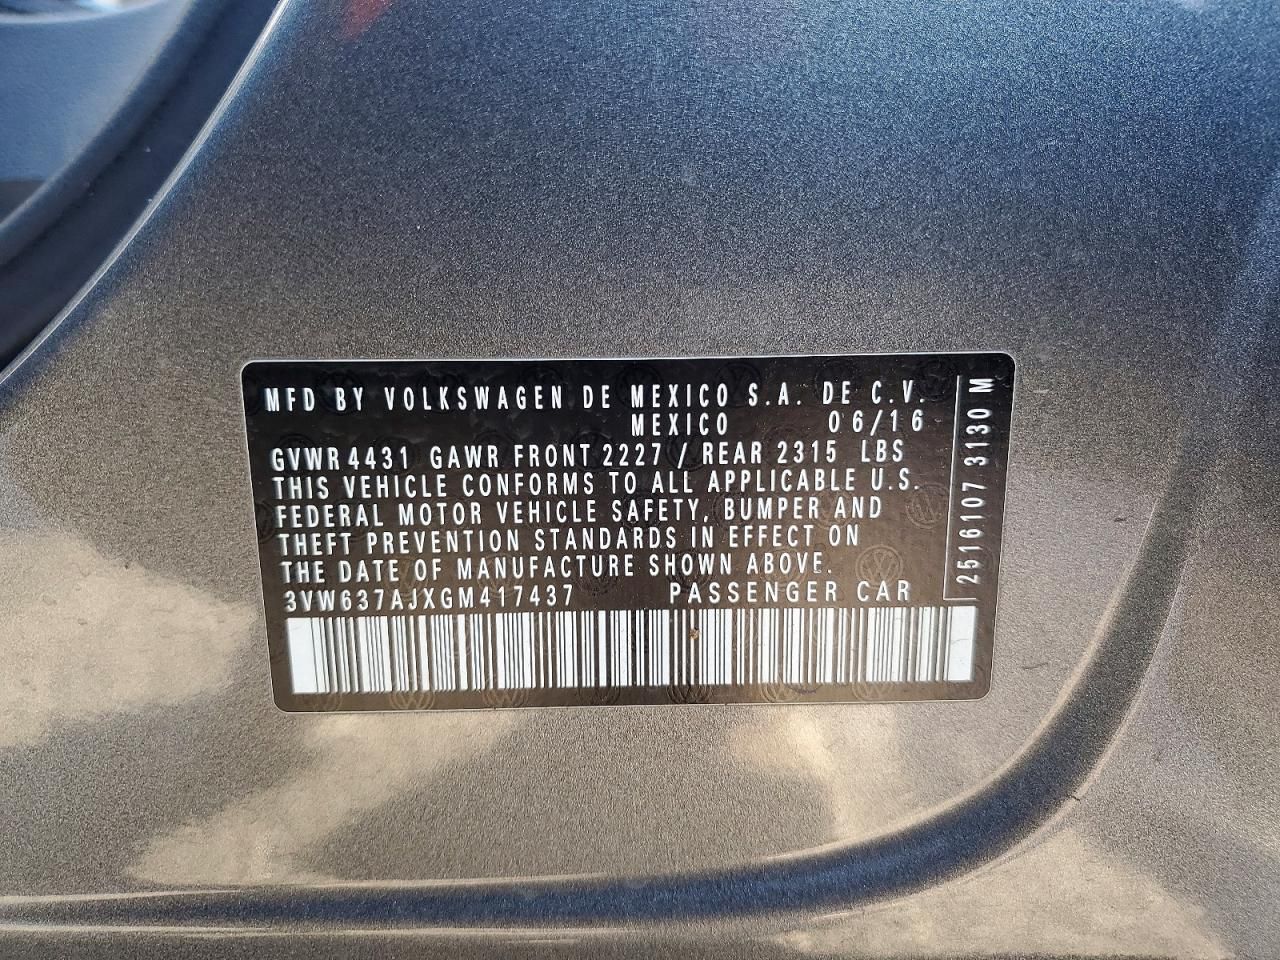 MFD BY VOLKSWAGEN DE MEXICO S.A. DE C.V.
MEXICO 06/16
GVWR 4431 GAWR FRONT 2227 / REAR 2315 LBS
THIS VEHICLE CONFORMS TO ALL APPLICABLE U.S.
FEDERAL MOTOR VEHICLE SAFETY, BUMPER AND
THEFT PREVENTION STANDARDS IN EFFECT ON
THE DATE OF MANUFACTURE SHOWN ABOVE.
3VW637AJXGM417437 PASSENGER CAR
2516107 3130 M